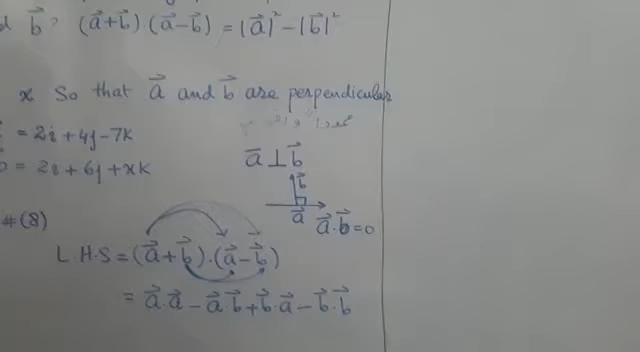 b⃗ ? (a⃗+b⃗) (a⃗-b⃗) = |a⃗|² - |b⃗|²
x So that a⃗ and b⃗ are perpendicular
= 2i + 4j - 7k
a⃗ ⊥ b⃗
= 2i + 6j + xk
b⃗
a⃗
a⃗.b⃗=0
#(8)
L.H.S = (a⃗+b⃗).(a⃗-b⃗)
= a⃗.a⃗ - a⃗.b⃗ + b⃗.a⃗ - b⃗.b⃗